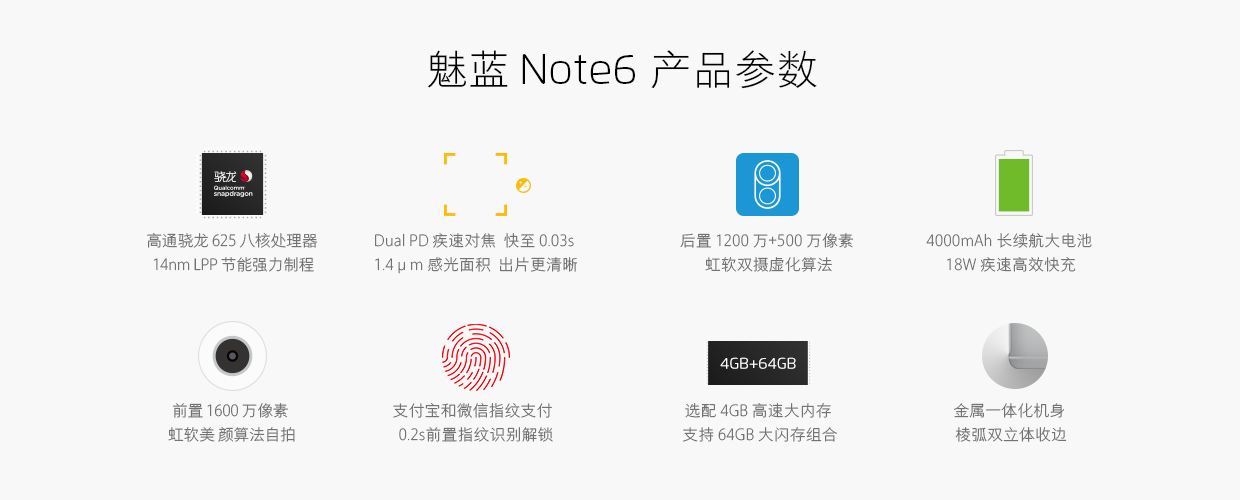 魅蓝 Note6 产品参数
骁龙
Qualcomm
snapdragon
高通骁龙 625 八核处理器
14nm LPP 节能强力制程
Dual PD 疾速对焦 快至 0.03s
1.4 μm 感光面积 出片更清晰
后置 1200 万+500 万像素
虹软双摄虚化算法
4000mAh 长续航大电池
18W 疾速高效快充
前置 1600 万像素
虹软美 颜算法自拍
支付宝和微信指纹支付
0.2s前置指纹识别解锁
4GB+64GB
选配 4GB 高速大内存
支持 64GB 大闪存组合
金属一体化机身
棱弧双立体收边